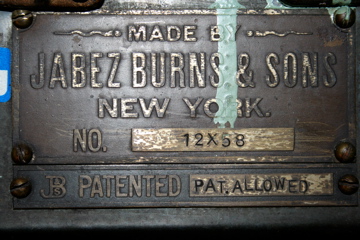 MADE BY
JABEZ BURNS & SONS
NEW YORK.
NO. 12X58
JB PATENTED PAT. ALLOWED